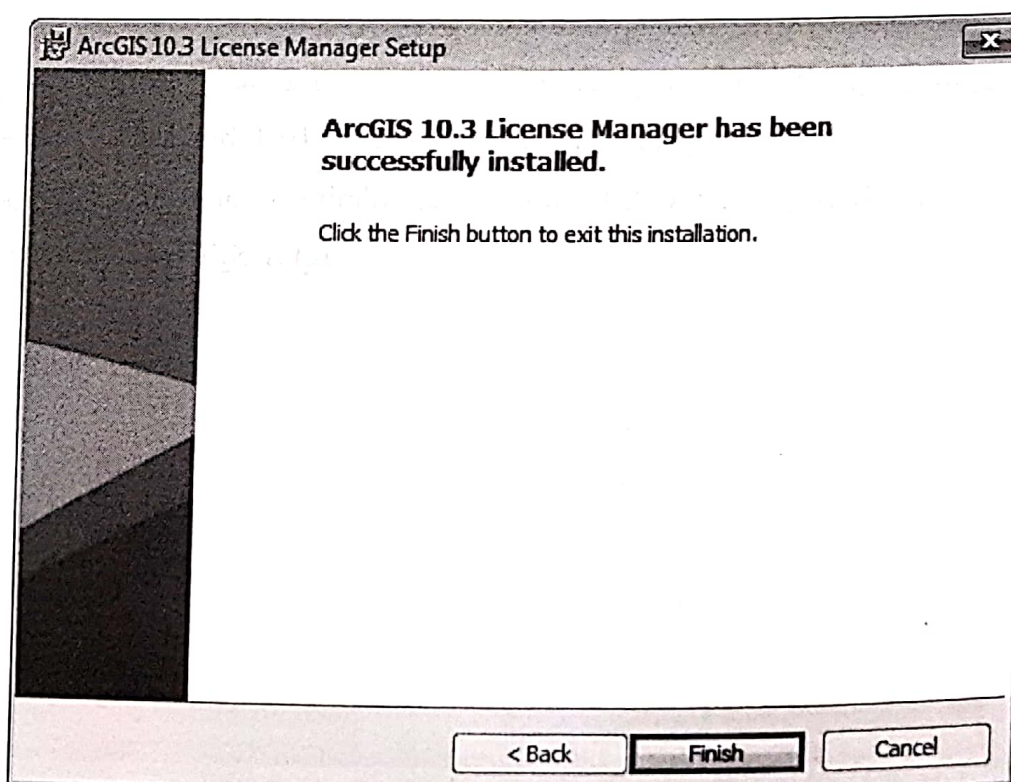 ArcGIS 10.3 License Manager Setup
ArcGIS 10.3 License Manager has been
successfully installed.
Click the Finish button to exit this installation.
< Back
Finish
Cancel